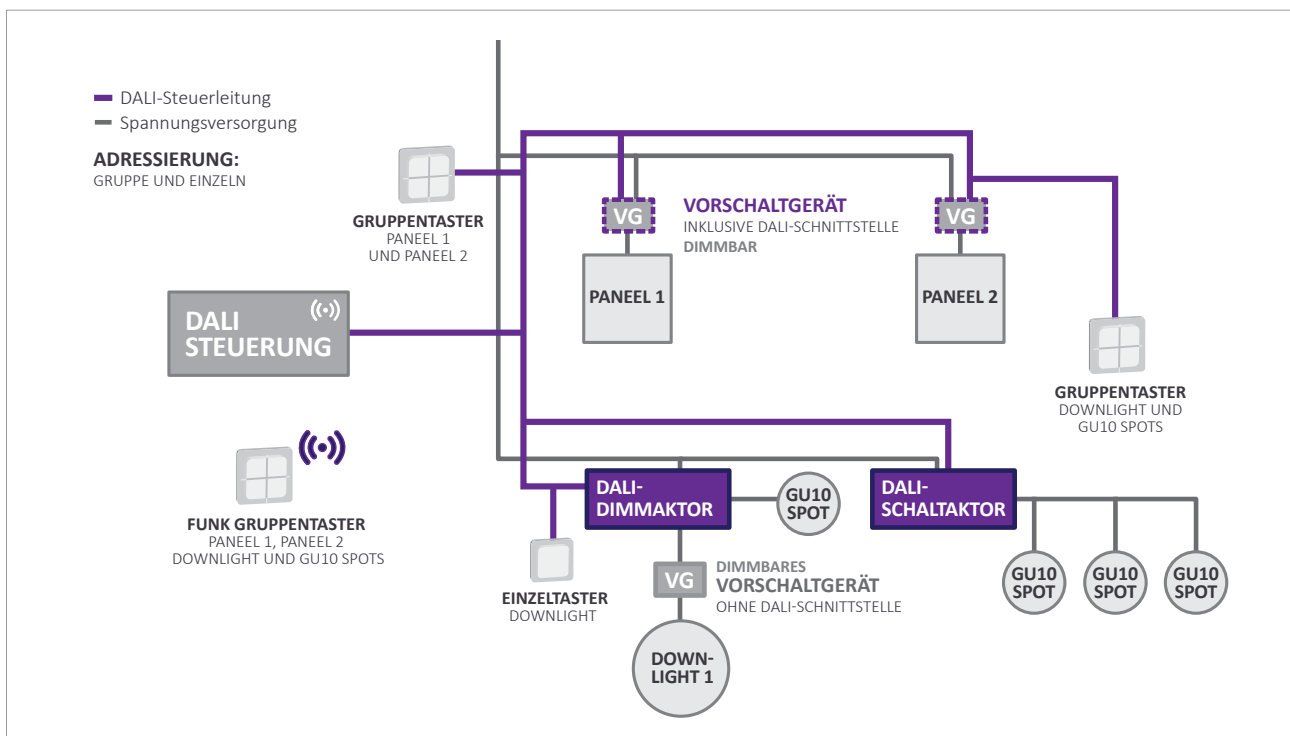 DALI-Steuerleitung
Spannungsversorgung
ADRESSIERUNG:
GRUPPE UND EINZELN
GRUPPENTASTER
PANEEL 1
UND PANEEL 2
VG
VORSCHALTGERÄT
INKLUSIVE DALI-SCHNITTSTELLE
DIMMBAR
VG
PANEEL 1
PANEEL 2
DALI
STEUERUNG
GRUPPENTASTER
DOWNLIGHT UND
GU10 SPOTS
FUNK GRUPPENTASTER
PANEEL 1, PANEEL 2
DOWNLIGHT UND GU10 SPOTS
DALI-
DIMMAKTOR
GU10
SPOT
DALI-
SCHALTAKTOR
EINZELTASTER
DOWNLIGHT
VG
DIMMBARES
VORSCHALTGERÄT
OHNE DALI-SCHNITTSTELLE
GU10
SPOT
GU10
SPOT
GU10
SPOT
DOWN-
LIGHT 1